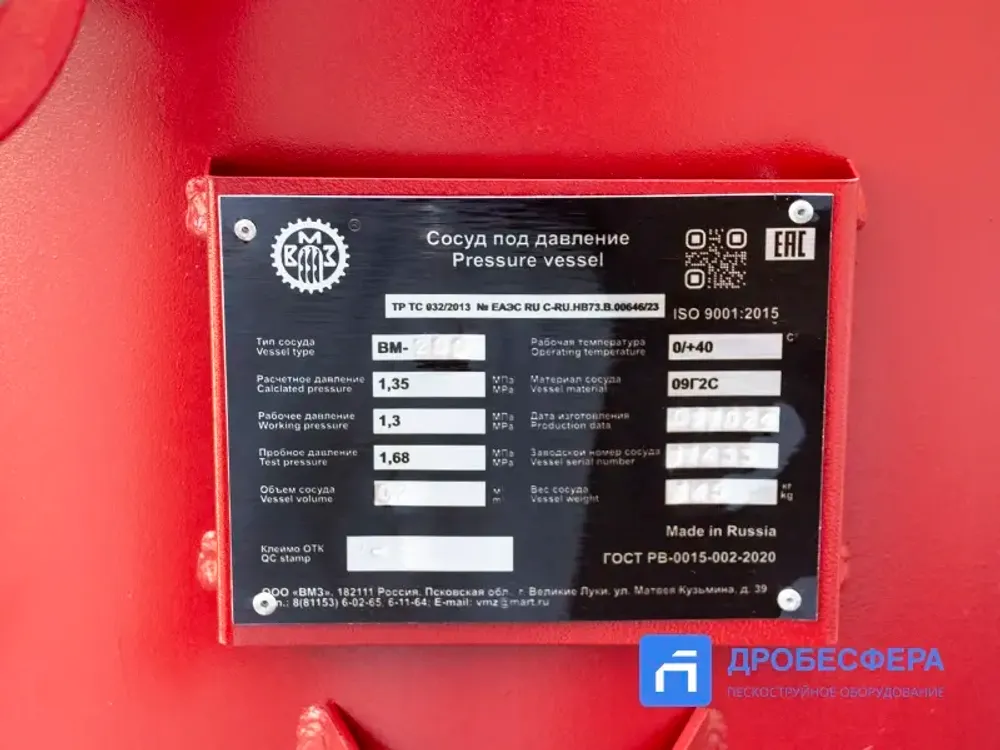 ВМЗ
Сосуд под давление
Pressure vessel
EAC
ТР ТС 032/2013 № ЕАЭС RU C-RU.НВ73.В.00646/23
ISO 9001:2015
Тип сосуда
Vessel type
ВМ-200
Рабочая температура
Operating temperature
0/+40
C°
Расчетное давление
Calclated pressure
1,35
МПа
MPa
Материал сосуда
Vessel material
09Г2С
Рабочее давление
Working pressure
1,3
МПа
MPa
Дата изготовления
Production data
Пробное давление
Test pressure
1,68
МПа
MPa
Заводской номер сосуда
Vessel serial number
Объем сосуда
Vessel volume
Вес сосуда
Vessel weight
кг
kg
Made in Russia
Клеймо ОТК
QC stamp
ГОСТ РВ-0015-002-2020
ООО «ВМЗ», 182111 Россия, Псковская обл., г. Великие Луки, ул. Матвея Кузьмина, д. 39
8(81153) 6-02-65, 6-11-64; E-mail: vmz@mart.ru
ДРОБЕСФЕРА
ПЕСКОСТРУЙНОЕ ОБОРУДОВАНИЕ